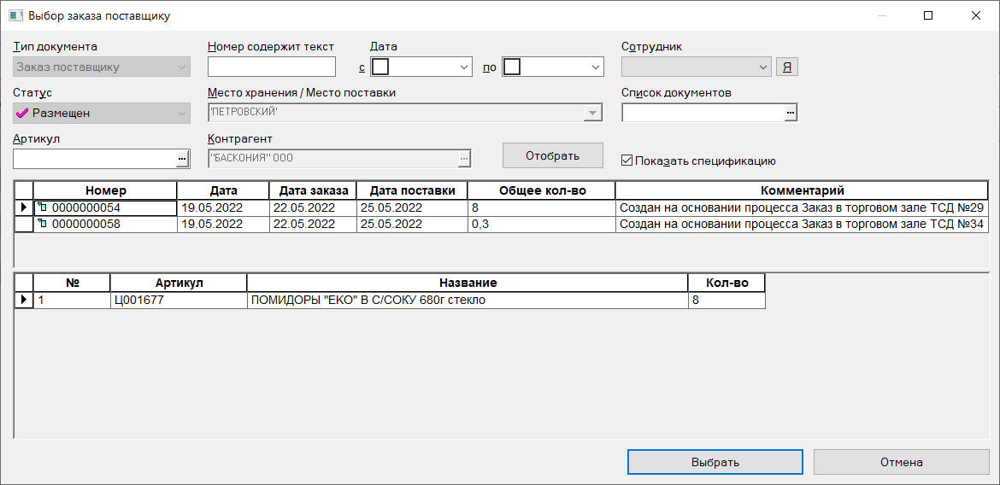 Выбор заказа поставщику
Тип документа Номер содержит текст Дата Сотрудник
Заказ поставщику с по Я
Статус Место хранения / Место поставки Список документов
Размещен 'ПЕТРОВСКИЙ' ...
Артикул Контрагент
... "БАСКОНИЯ" ООО ... Отобрать Показать спецификацию
Номер Дата Дата заказа Дата поставки Общее кол-во Комментарий
0000000054 19.05.2022 22.05.2022 25.05.2022 8 Создан на основании процесса Заказ в торговом зале ТСД №29
0000000058 19.05.2022 22.05.2022 25.05.2022 0,3 Создан на основании процесса Заказ в торговом зале ТСД №34
№ Артикул Название Кол-во
1 Ц001677 ПОМИДОРЫ "ЕКО" В С/СОКУ 680г стекло 8
Выбрать Отмена